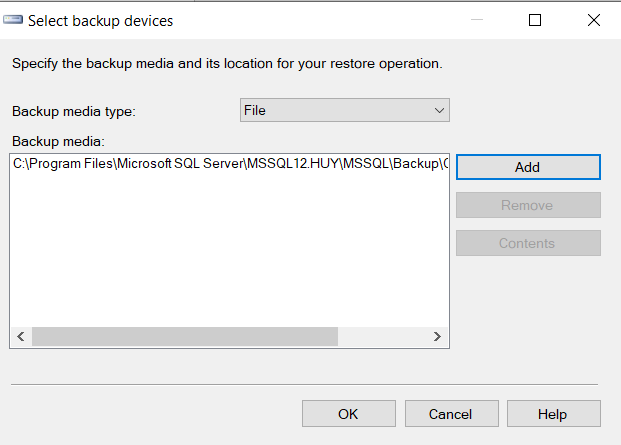 Select backup devices
Specify the backup media and its location for your restore operation.
Backup media type:
File
Backup media:
C:\Program Files\Microsoft SQL Server\MSSQL12.HUY\MSSQL\Backup\
Add
Remove
Contents
OK
Cancel
Help